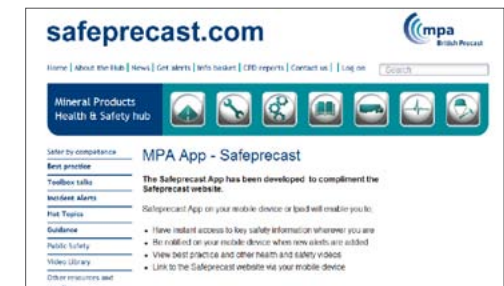 safeprecast.com
mpa
British Precast
Home | About the Hub | News | Get alerts | Info basket | CPD reports | Contact us | | Log on
Search
Mineral Products
Health & Safety
hub
Safer by competence
Best practice
Toolbox talks
Incident Alerts
Hot Topics
Guidance
Public Safety
Video Library
Other resources and
MPA App - Safeprecast
The Safeprecast App has been developed to compliment the
Safeprecast website.
Safeprecast App on your mobile device or Ipad will enable you to:
Have instant access to key safety information wherever you are
Be notified on your mobile device when new alerts are added
View best practice and other health and safety videos
Link to the Safeprecast website via your mobile device